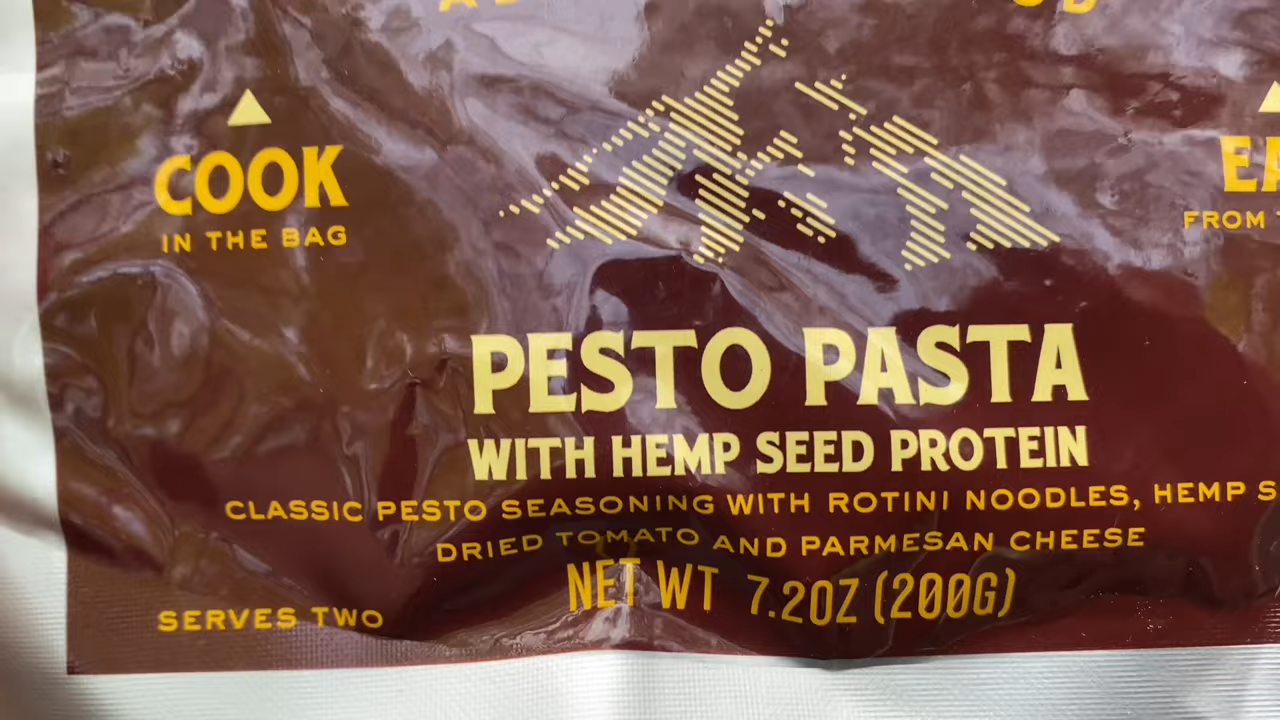 COOK
IN THE BAG
FROM
PESTO PASTA
WITH HEMP SEED PROTEIN
CLASSIC PESTO SEASONING WITH ROTINI NOODLES, HEMP
DRIED TOMATO AND PARMESAN CHEESE
NET WT 7.2OZ (200G)
SERVES TWO